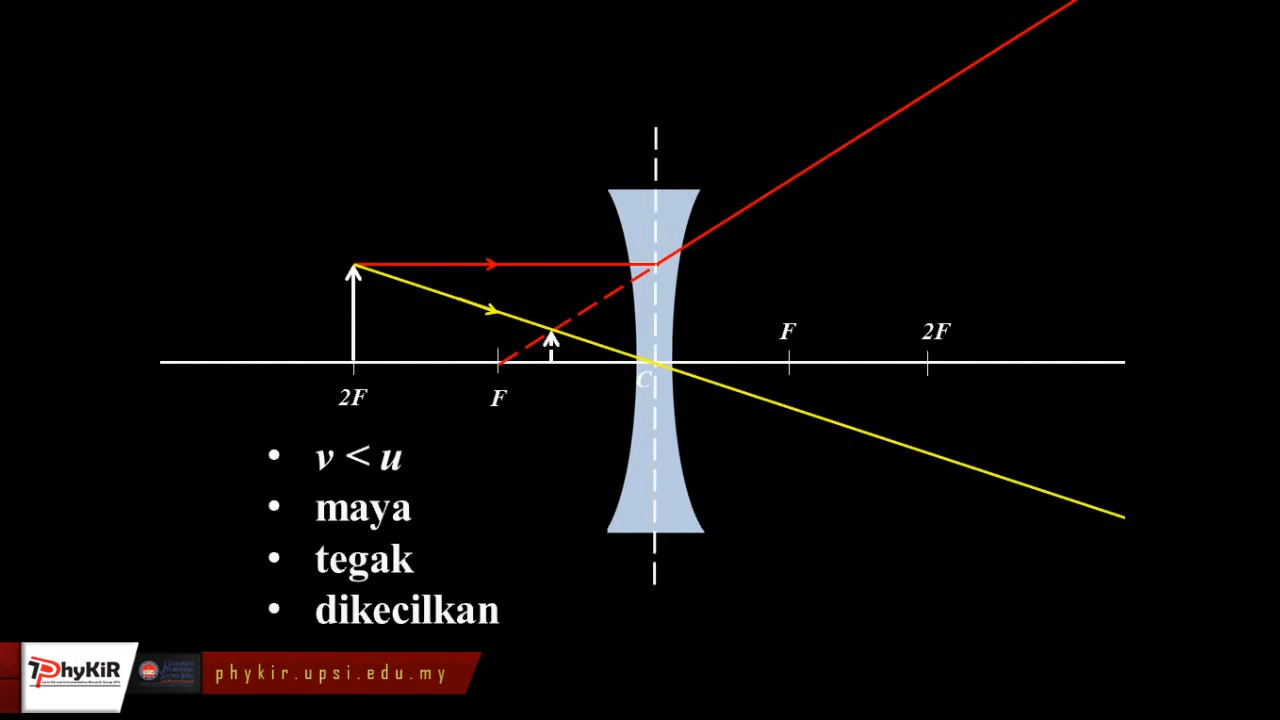 F
2F
C
2F
F
• v < u
• maya
• tegak
• dikecilkan
PhyKiR
phykir.upsi.edu.my